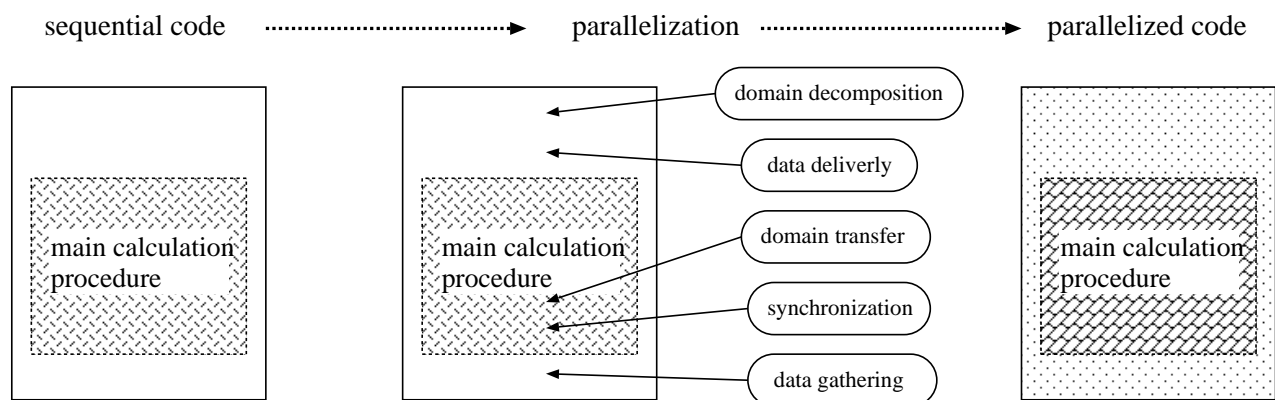 sequential code
parallelization
parallelized code
domain decomposition
data deliverly
main calculation
procedure
main calculation
procedure
domain transfer
synchronization
data gathering
main calculation
procedure